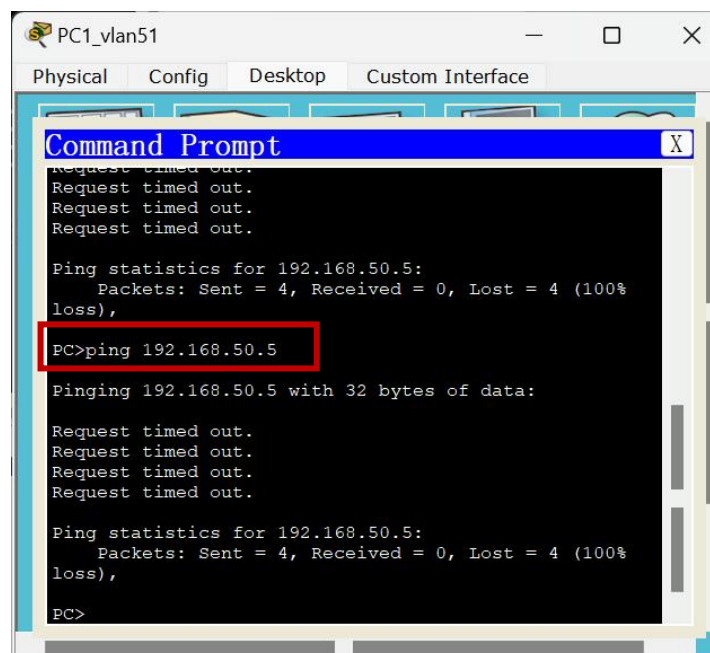 PC1_vlan51
Physical Config Desktop Custom Interface
Command Prompt
X
Request timed out.
Request timed out.
Request timed out.
Request timed out.
Ping statistics for 192.168.50.5:
Packets: Sent = 4, Received = 0, Lost = 4 (100%
loss),
PC>ping 192.168.50.5
Pinging 192.168.50.5 with 32 bytes of data:
Request timed out.
Request timed out.
Request timed out.
Request timed out.
Ping statistics for 192.168.50.5:
Packets: Sent = 4, Received = 0, Lost = 4 (100%
loss),
PC>